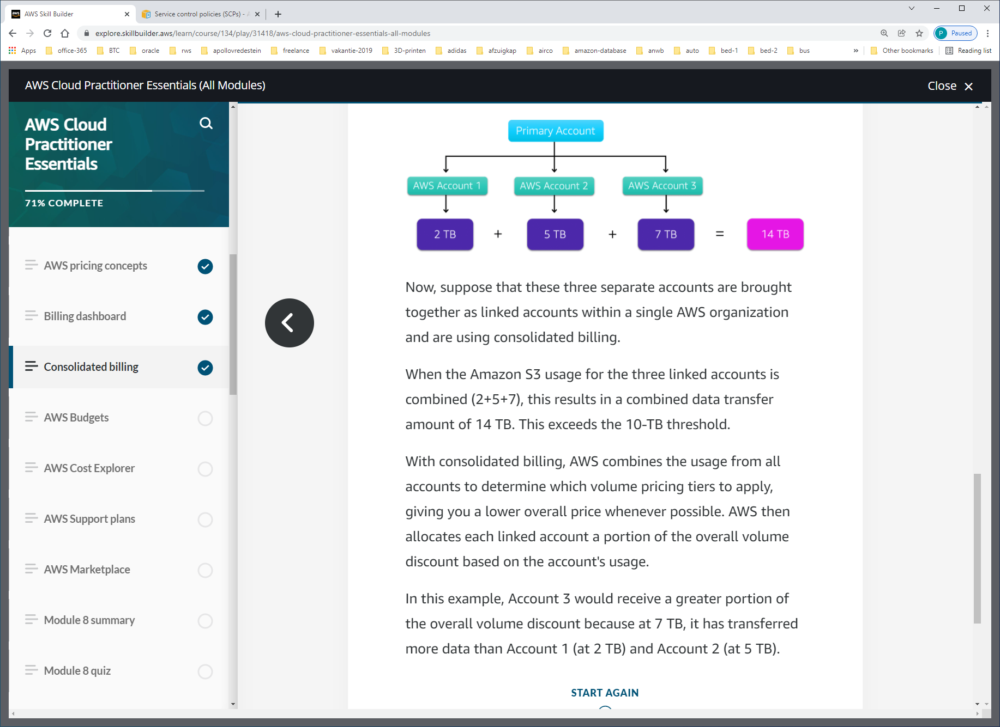 AWS Skill Builder
Service control policies (SCPs) - A
explore.skillbuilder.aws/learn/course/134/play/31418/aws-cloud-practitioner-essentials-all-modules
P Paused
Apps office-365 BTC oracle rws apollovredestein freelance vakantie-2019 3D-printen adidas afzuigkap airco amazon-database anwb auto bed-1 bed-2 bus » Other bookmarks Reading list
AWS Cloud Practitioner Essentials (All Modules)
Close
AWS Cloud
Practitioner
Essentials
71% COMPLETE
AWS pricing concepts
Billing dashboard
Consolidated billing
AWS Budgets
AWS Cost Explorer
AWS Support plans
AWS Marketplace
Module 8 summary
Module 8 quiz
Primary Account
AWS Account 1 AWS Account 2 AWS Account 3
2 TB + 5 TB + 7 TB = 14 TB
Now, suppose that these three separate accounts are brought
together as linked accounts within a single AWS organization
and are using consolidated billing.
When the Amazon S3 usage for the three linked accounts is
combined (2+5+7), this results in a combined data transfer
amount of 14 TB. This exceeds the 10-TB threshold.
With consolidated billing, AWS combines the usage from all
accounts to determine which volume pricing tiers to apply,
giving you a lower overall price whenever possible. AWS then
allocates each linked account a portion of the overall volume
discount based on the account's usage.
In this example, Account 3 would receive a greater portion of
the overall volume discount because at 7 TB, it has transferred
more data than Account 1 (at 2 TB) and Account 2 (at 5 TB).
START AGAIN